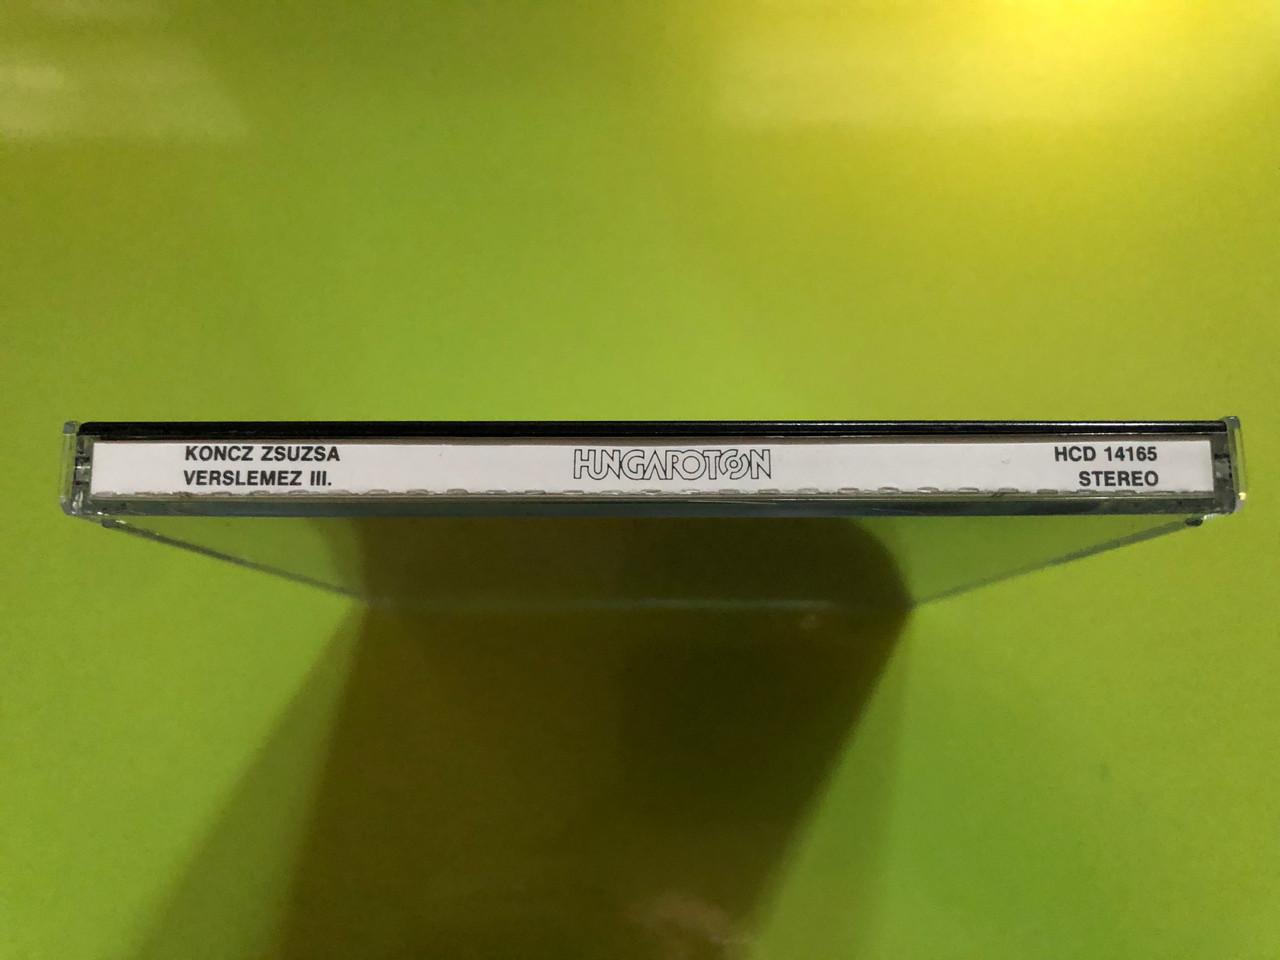 KONCZ ZSUZSA
VERSLEMEZ III.
HUNGAROTON
HCD 14165
STEREO